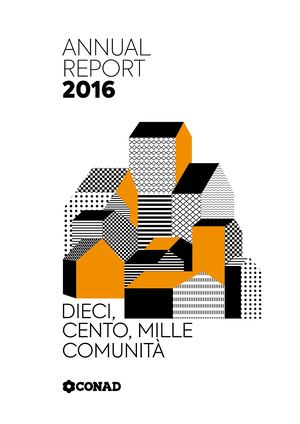 ANNUAL
REPORT
2016
DIECI,
CENTO, MILLE
COMUNITÀ
CONAD